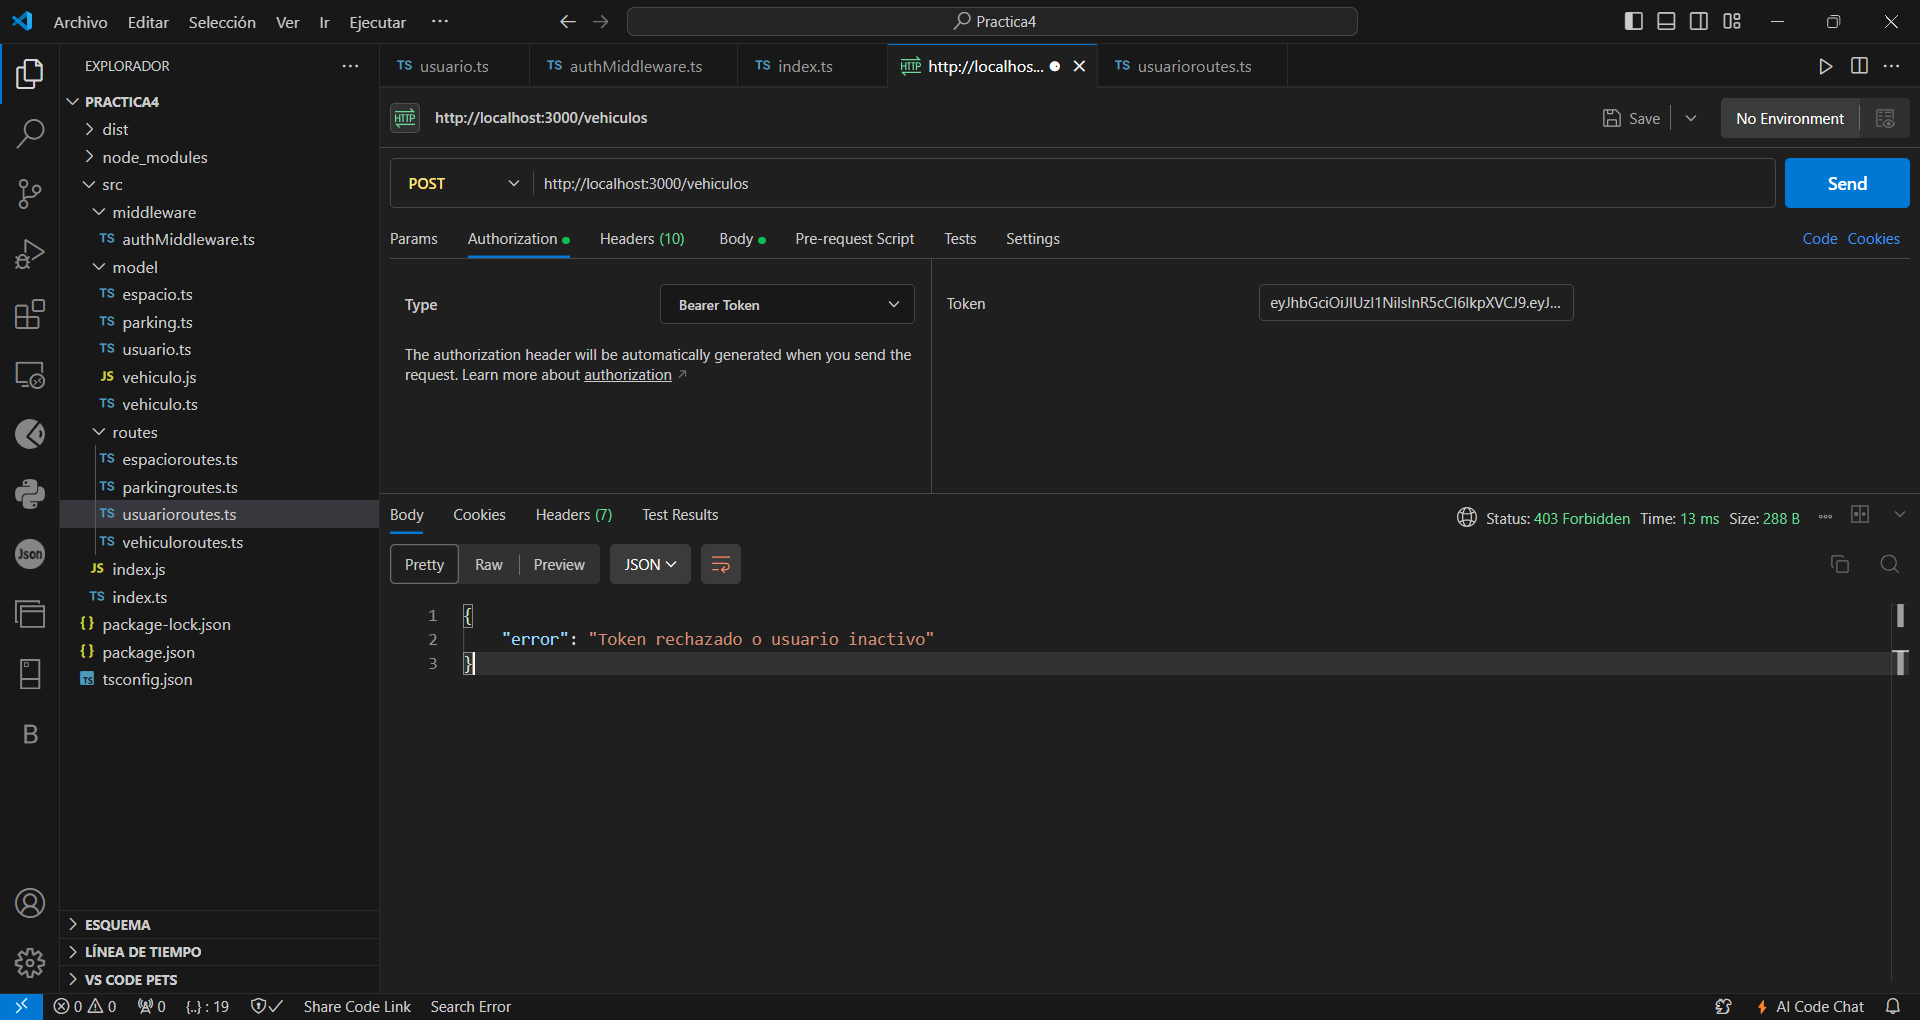 Archivo Editar Selección Ver Ir Ejecutar ···
Practica4
EXPLORADOR ···
PRACTICA4
dist
node_modules
src
middleware
TS authMiddleware.ts
model
TS espacio.ts
TS parking.ts
TS usuario.ts
JS vehiculo.js
TS vehiculo.ts
routes
TS espacioroutes.ts
TS parkingroutes.ts
TS usuarioroutes.ts
TS vehiculoroutes.ts
JS index.js
TS index.ts
{} package-lock.json
{} package.json
TS tsconfig.json
ESQUEMA
LÍNEA DE TIEMPO
VS CODE PETS
Json
B
TS usuario.ts TS authMiddleware.ts TS index.ts HTTP http://localhos... TS usuarioroutes.ts
HTTP http://localhost:3000/vehiculos Save No Environment
POST http://localhost:3000/vehiculos Send
Params Authorization Headers (10) Body Pre-request Script Tests Settings Code Cookies
Type Bearer Token
The authorization header will be automatically generated when you send the
request. Learn more about authorization
Token eyJhbGciOiJIUzI1NiIsInR5cCI6IkpXVCJ9.eyJ...
Body Cookies Headers (7) Test Results Status: 403 Forbidden Time: 13 ms Size: 288 B
Pretty Raw Preview JSON
1 {
2 "error": "Token rechazado o usuario inactivo"
3 }
0 0 0 {..} : 19 Share Code Link Search Error AI Code Chat